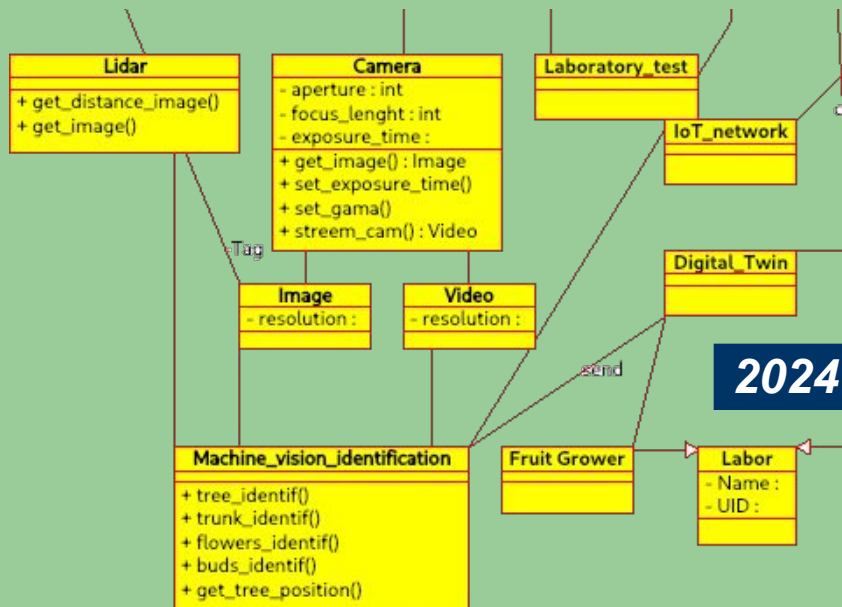 Lidar
+ get_distance_image()
+ get_image()
Camera
- aperture : int
- focus_lenght : int
- exposure_time :
+ get_image() : Image
+ set_exposure_time()
+ set_gama()
+ streem_cam() : Video
Laboratory_test
IoT_network
-Tag
Image
- resolution :
Video
- resolution :
Digital_Twin
send
2024
Machine_vision_identification
+ tree_identif()
+ trunk_identif()
+ flowers_identif()
+ buds_identif()
+ get_tree_position()
Fruit Grower
Labor
- Name :
- UID :